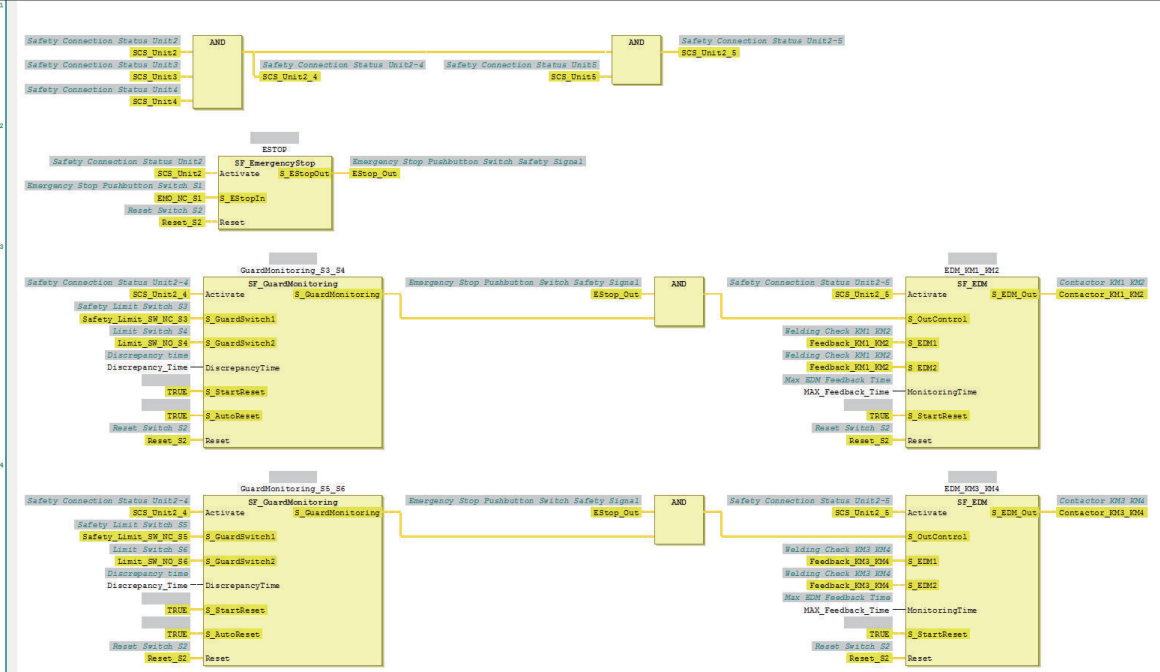 1
Safety Connection Status Unit2
AND
AND
Safety Connection Status Unit2-5
SCS_Unit2
SCS_Unit2_5
Safety Connection Status Unit3
Safety Connection Status Unit2-4
Safety Connection Status Unit5
SCS_Unit3
SCS_Unit2_4
SCS_Unit5
Safety Connection Status Unit4
SCS_Unit4
2
ESTOP
Safety Connection Status Unit2
SF_EmergencyStop
Emergency Stop Pushbutton Switch Safety Signal
SCS_Unit2
Activate
S_EStopOut
EStop_Out
Emergency Stop Pushbutton Switch S1
EMO_NC_S1
S_EStopIn
Reset Switch S2
Reset_S2
Reset
3
GuardMonitoring_S3_S4
EDM_KM1_KM2
Safety Connection Status Unit2-4
SF_GuardMonitoring
Emergency Stop Pushbutton Switch Safety Signal
AND
Safety Connection Status Unit2-5
SF_EDM
Contactor KM1 KM2
SCS_Unit2_4
Activate
S_GuardMonitoring
EStop_Out
SCS_Unit2_5
Activate
S_EDM_Out
Contactor_KM1_KM2
Safety Limit Switch S3
Safety_Limit_SW_NC_S3
S_GuardSwitch1
S_OutControl
Limit Switch S4
Welding Check KM1 KM2
Limit_SW_NO_S4
S_GuardSwitch2
Feedback_KM1_KM2
S_EDM1
Discrepancy time
Welding Check KM1 KM2
Discrepancy_Time
DiscrepancyTime
Feedback_KM1_KM2
S_EDM2
Max EDM Feedback Time
TRUE
S_StartReset
MAX_Feedback_Time
MonitoringTime
TRUE
S_AutoReset
TRUE
S_StartReset
Reset Switch S2
Reset Switch S2
Reset_S2
Reset
Reset_S2
Reset
4
GuardMonitoring_S5_S6
EDM_KM3_KM4
Safety Connection Status Unit2-4
SF_GuardMonitoring
Emergency Stop Pushbutton Switch Safety Signal
AND
Safety Connection Status Unit2-5
SF_EDM
Contactor KM3 KM4
SCS_Unit2_4
Activate
S_GuardMonitoring
EStop_Out
SCS_Unit2_5
Activate
S_EDM_Out
Contactor_KM3_KM4
Safety Limit Switch S5
Safety_Limit_SW_NC_S5
S_GuardSwitch1
S_OutControl
Limit Switch S6
Welding Check KM3 KM4
Limit_SW_NO_S6
S_GuardSwitch2
Feedback_KM3_KM4
S_EDM1
Discrepancy time
Welding Check KM3 KM4
Discrepancy_Time
DiscrepancyTime
Feedback_KM3_KM4
S_EDM2
Max EDM Feedback Time
TRUE
S_StartReset
MAX_Feedback_Time
MonitoringTime
TRUE
S_AutoReset
TRUE
S_StartReset
Reset Switch S2
Reset Switch S2
Reset_S2
Reset
Reset_S2
Reset